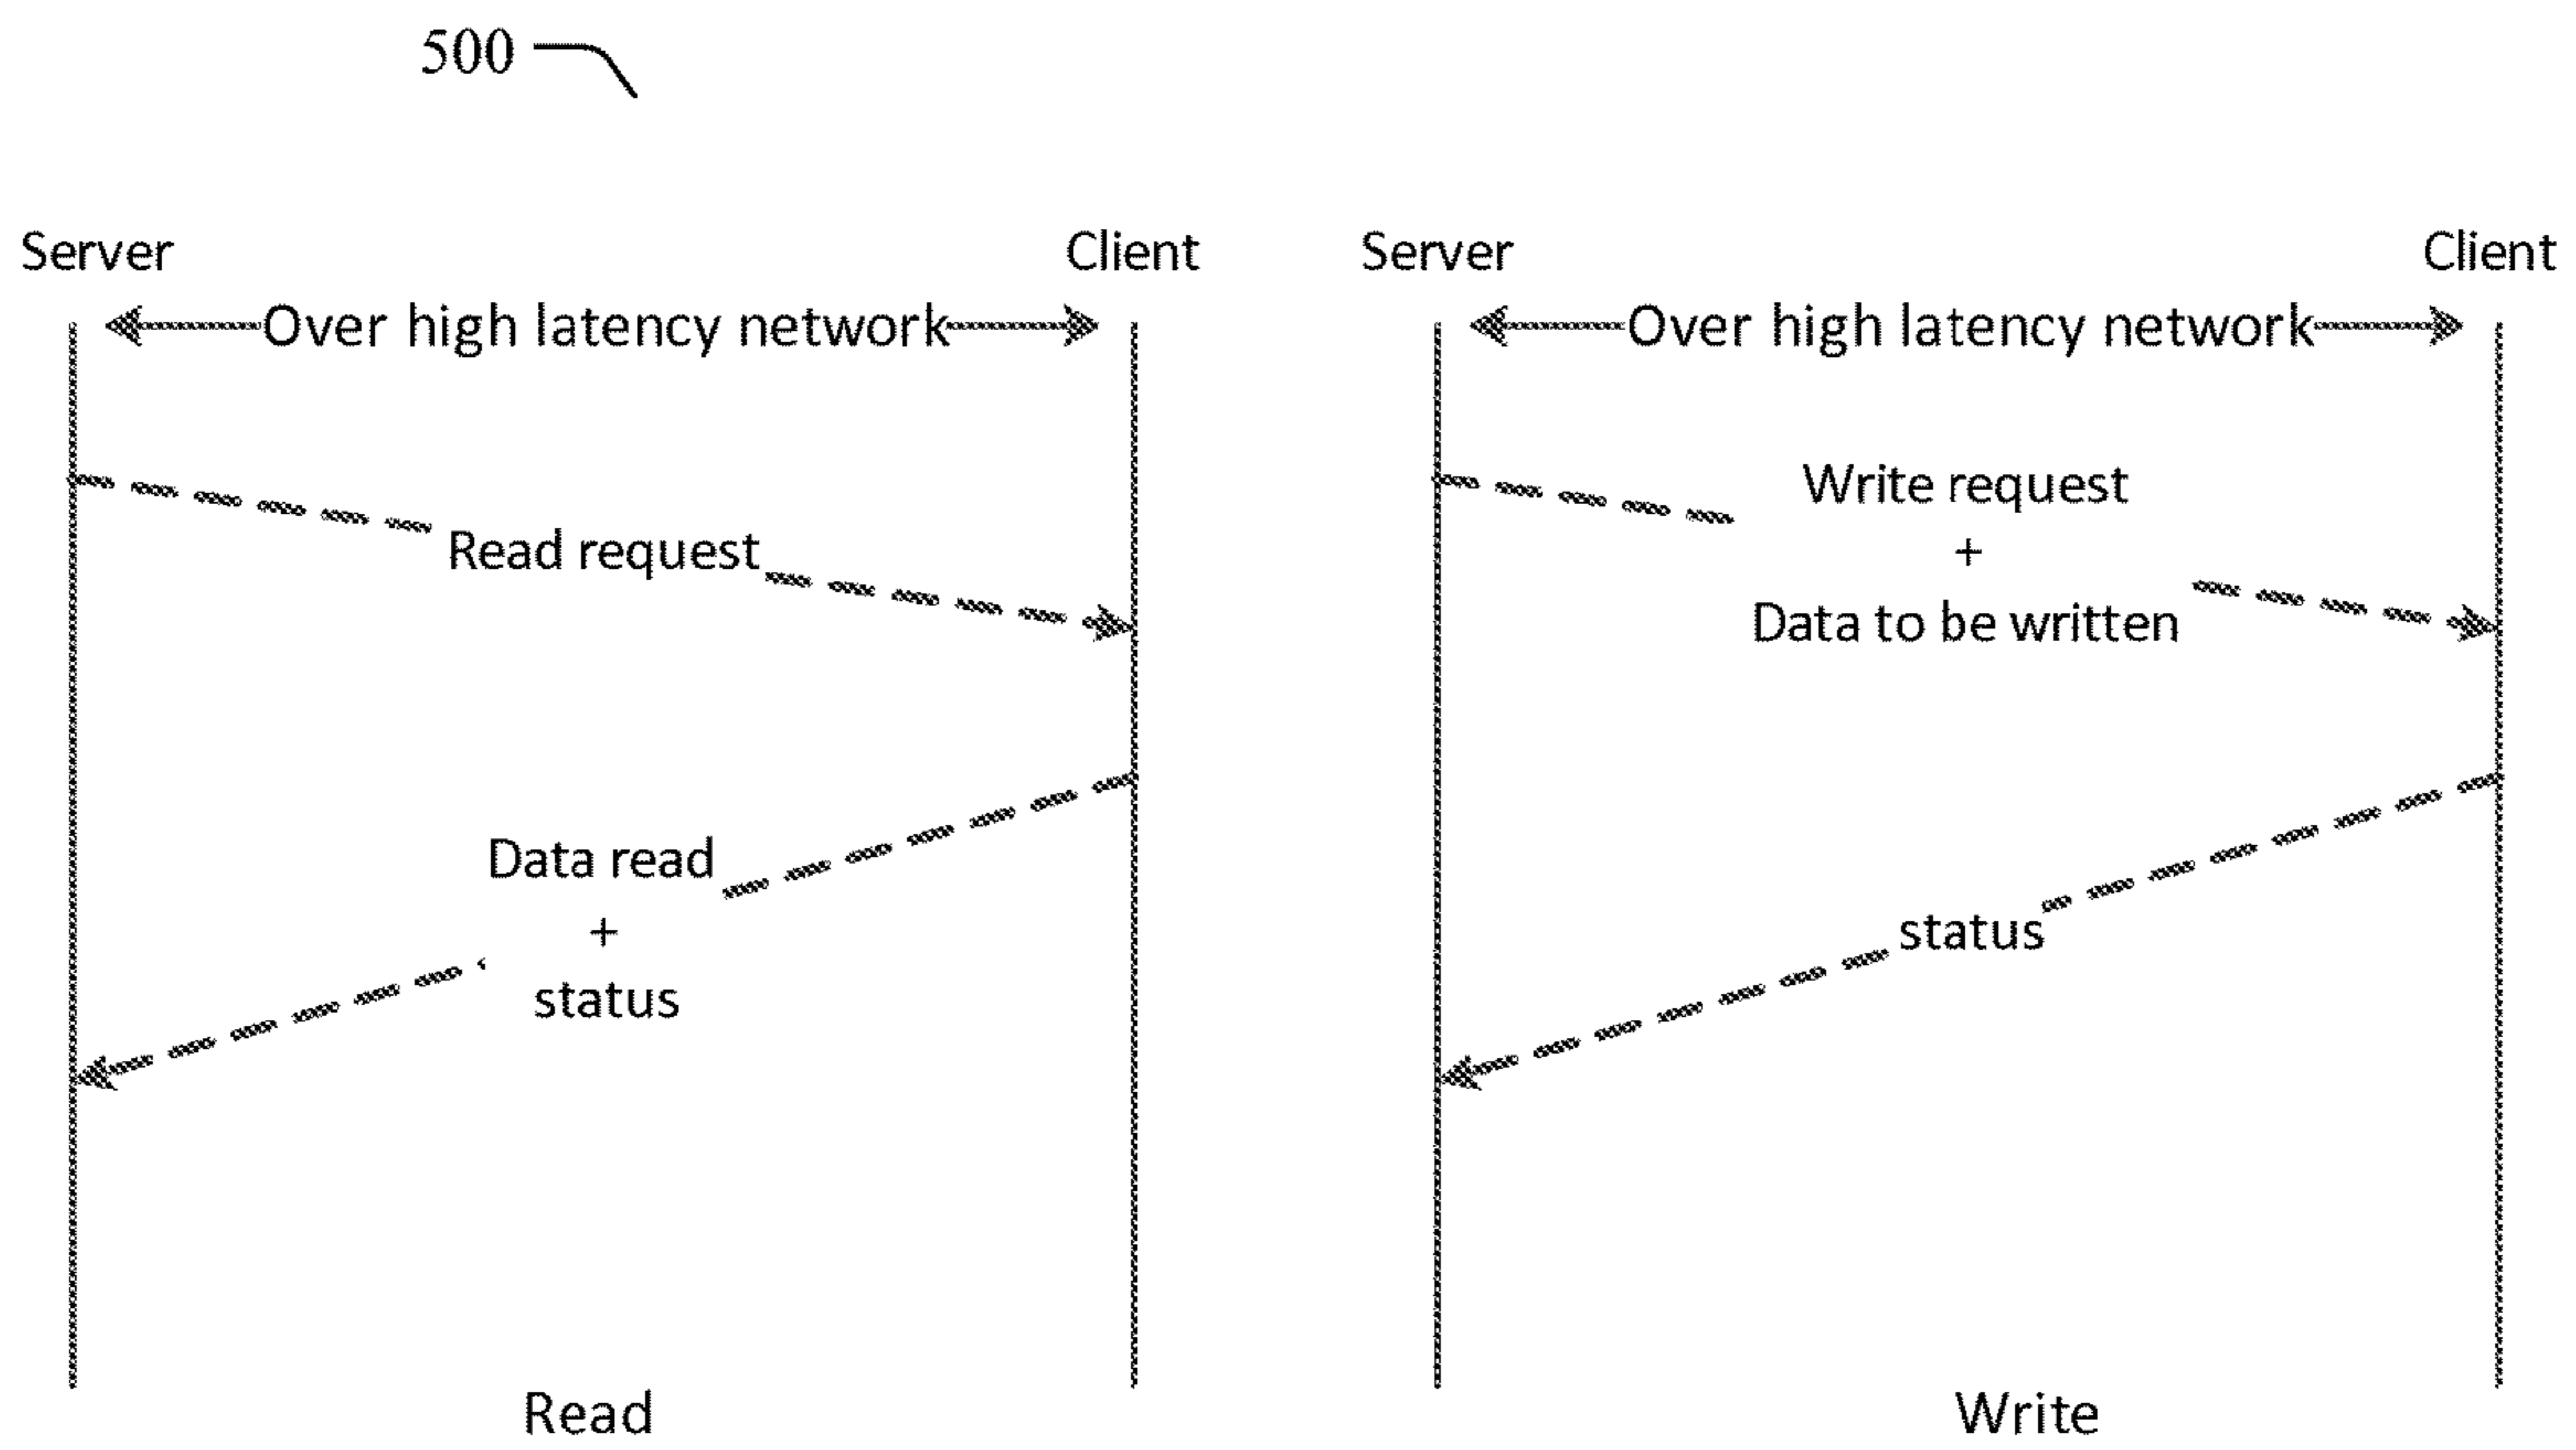 500
Server
Client
Over high latency network
Read request
Data read
+
status
Read
Server
Client
Over high latency network
Write request
+
Data to be written
status
Write